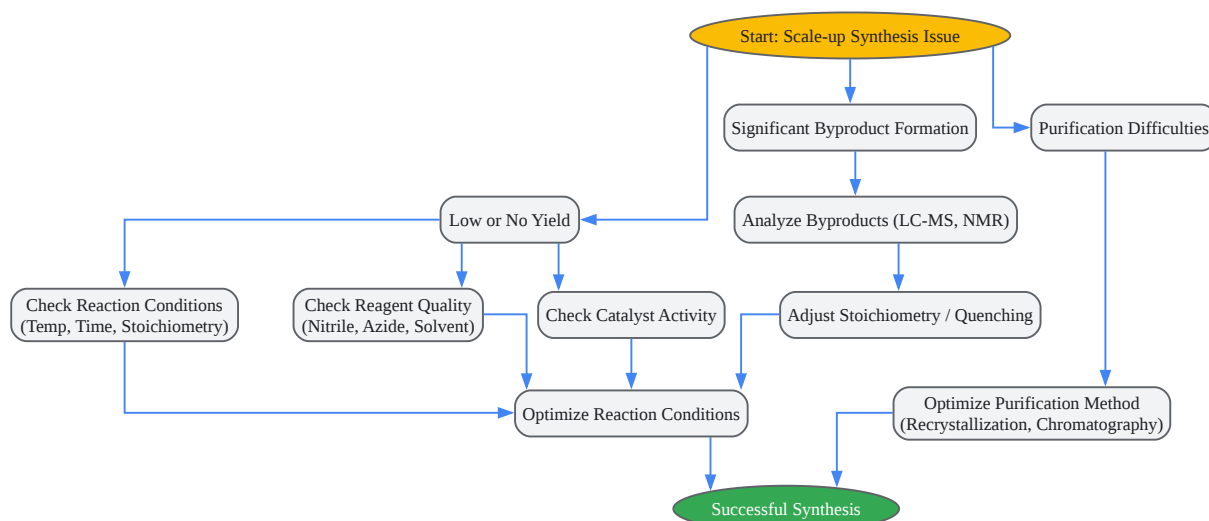 Start: Scale-up Synthesis Issue
Significant Byproduct Formation
Purification Difficulties
Low or No Yield
Analyze Byproducts (LC-MS, NMR)
Check Reaction Conditions
(Temp, Time, Stoichiometry)
Check Reagent Quality
(Nitrile, Azide, Solvent)
Check Catalyst Activity
Adjust Stoichiometry / Quenching
Optimize Reaction Conditions
Optimize Purification Method
(Recrystallization, Chromatography)
Successful Synthesis